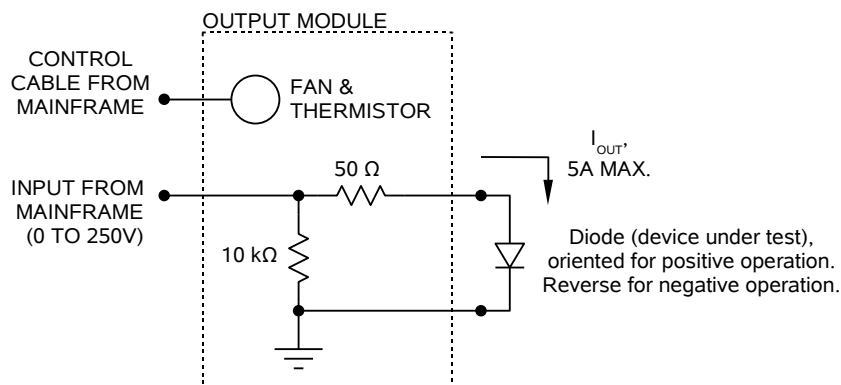 OUTPUT MODULE
CONTROL
CABLE FROM
MAINFRAME
FAN &
THERMISTOR
I_OUT,
5A MAX.
50 Ω
INPUT FROM
MAINFRAME
(0 TO 250V)
10 kΩ
Diode (device under test),
oriented for positive operation.
Reverse for negative operation.